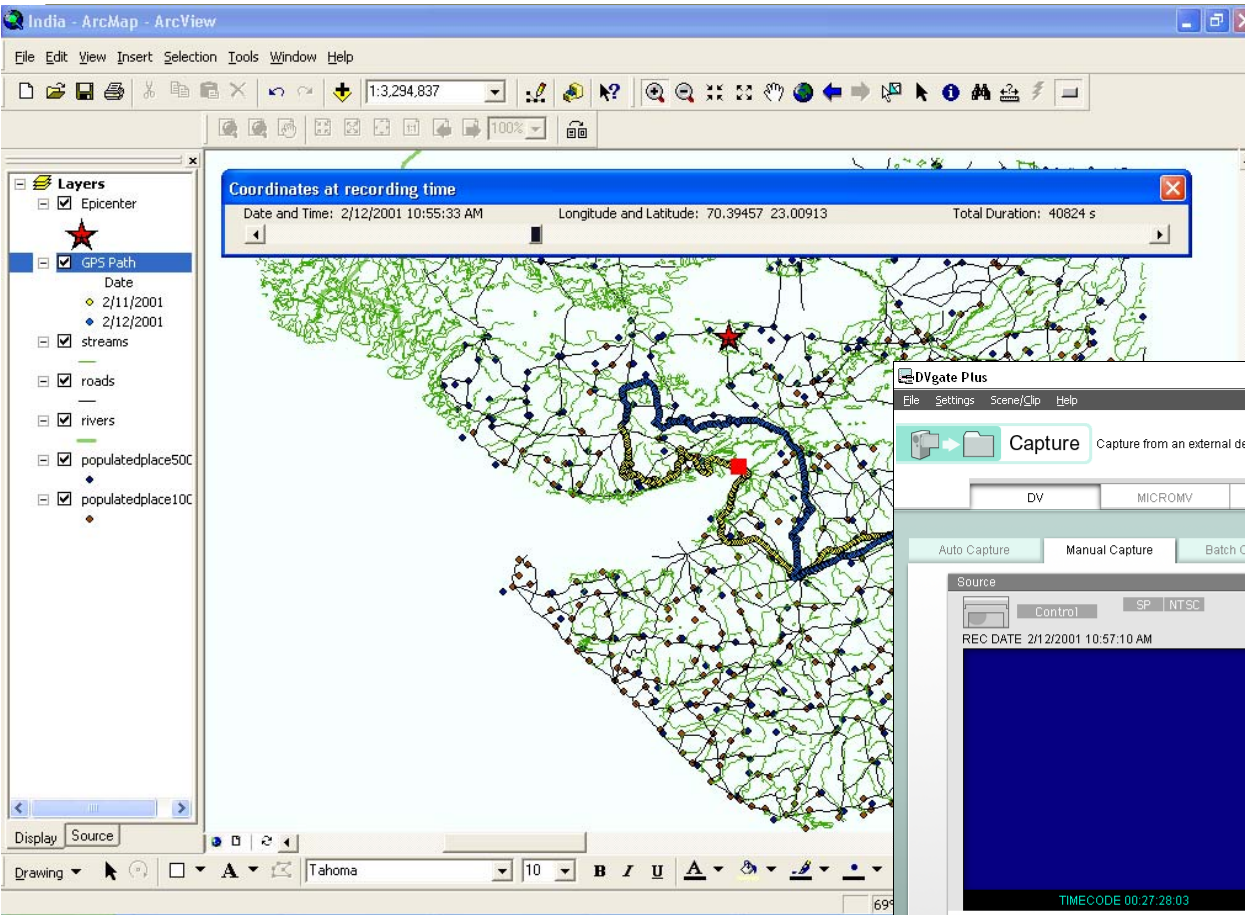 India - ArcMap - ArcView
File Edit View Insert Selection Tools Window Help
1:3,294,837
100%
Layers
Epicenter
GPS Path
Date
2/11/2001
2/12/2001
streams
roads
rivers
populatedplace500
populatedplace100
Coordinates at recording time
Date and Time: 2/12/2001 10:55:33 AM Longitude and Latitude: 70.39457 23.00913 Total Duration: 40824 s
DVgate Plus
File Settings Scene/Clip Help
Capture Capture from an external de
DV MICROMV
Auto Capture Manual Capture Batch C
Source
Control SP NTSC
REC DATE 2/12/2001 10:57:10 AM
TIMECODE 00:27:28:03
Display Source
Drawing A Tahoma 10 B I U A
69°